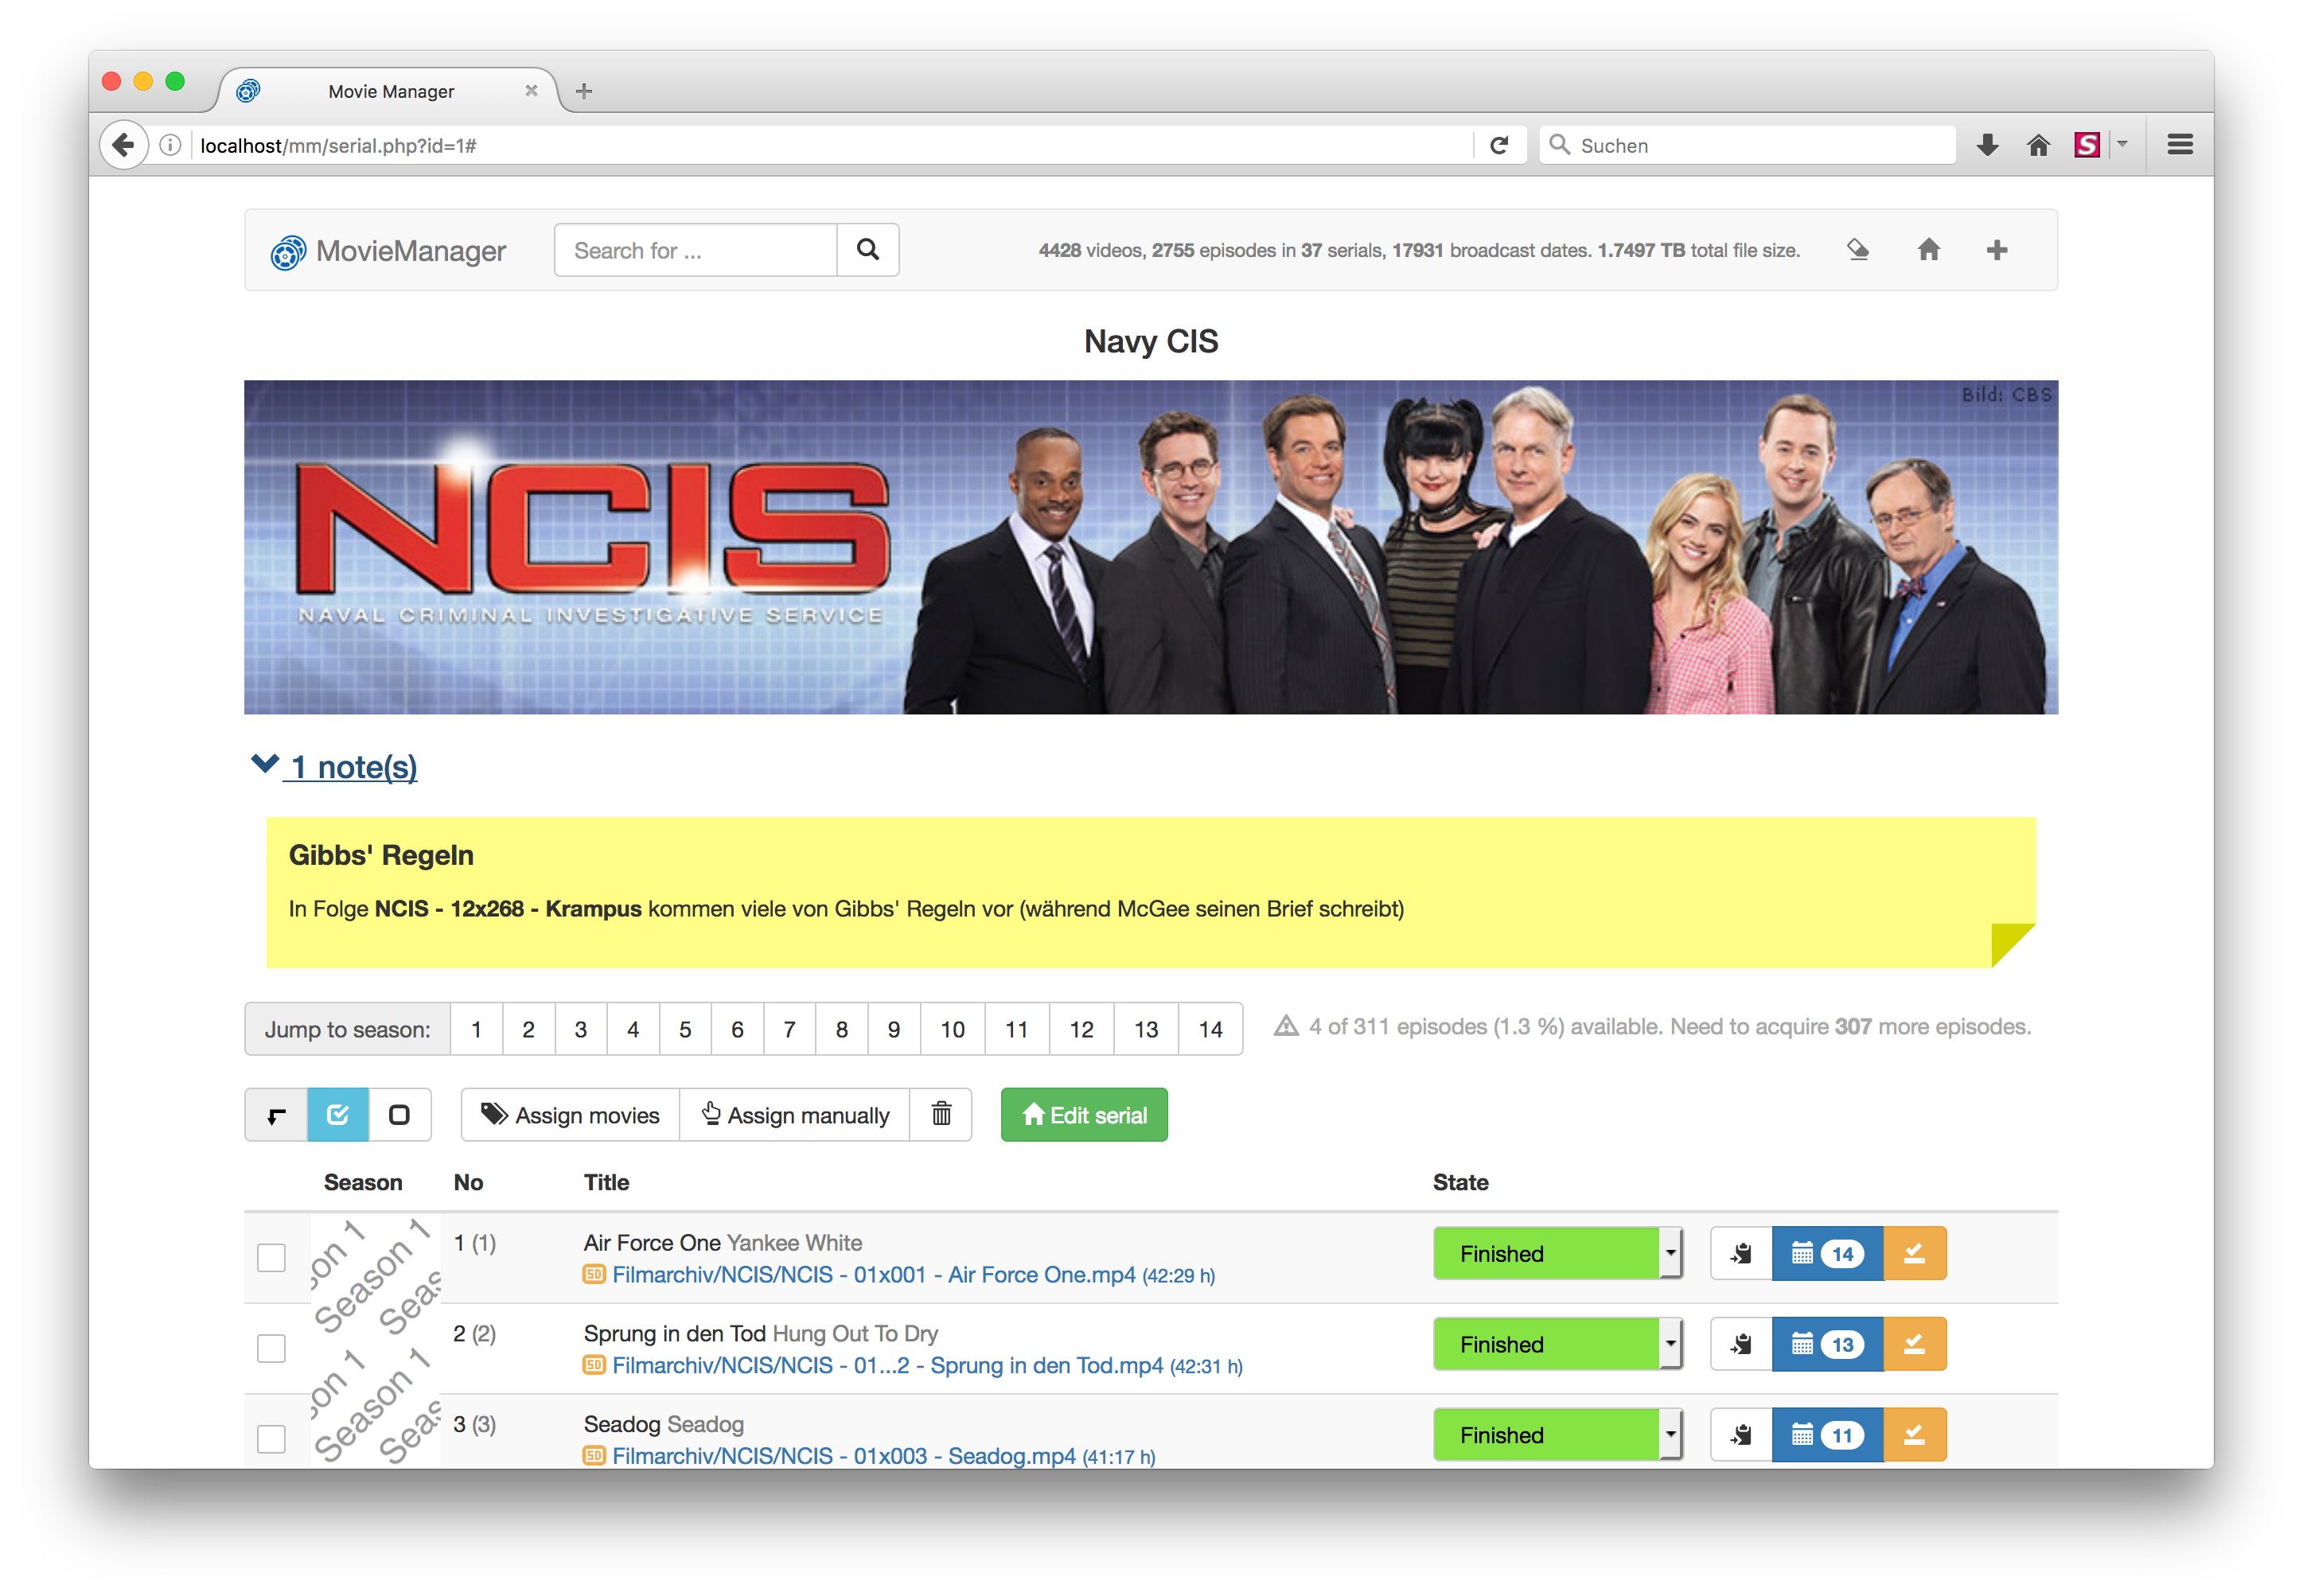 Movie Manager
localhost/mm/serial.php?id=1#
Suchen
MovieManager
Search for ...
4428 videos, 2755 episodes in 37 serials, 17931 broadcast dates. 1.7497 TB total file size.
Navy CIS
Bild: CBS
NCIS
NAVAL CRIMINAL INVESTIGATIVE SERVICE
1 note(s)
Gibbs' Regeln
In Folge NCIS - 12x268 - Krampus kommen viele von Gibbs' Regeln vor (während McGee seinen Brief schreibt)
Jump to season: 1 2 3 4 5 6 7 8 9 10 11 12 13 14
4 of 311 episodes (1.3 %) available. Need to acquire 307 more episodes.
Assign movies Assign manually Edit serial
Season No Title State
Season 1
1 (1) Air Force One Yankee White Finished 14
SD Filmarchiv/NCIS/NCIS - 01x001 - Air Force One.mp4 (42:29 h)
2 (2) Sprung in den Tod Hung Out To Dry Finished 13
SD Filmarchiv/NCIS/NCIS - 01...2 - Sprung in den Tod.mp4 (42:31 h)
Season 1
3 (3) Seadog Seadog Finished 11
SD Filmarchiv/NCIS/NCIS - 01x003 - Seadog.mp4 (41:17 h)